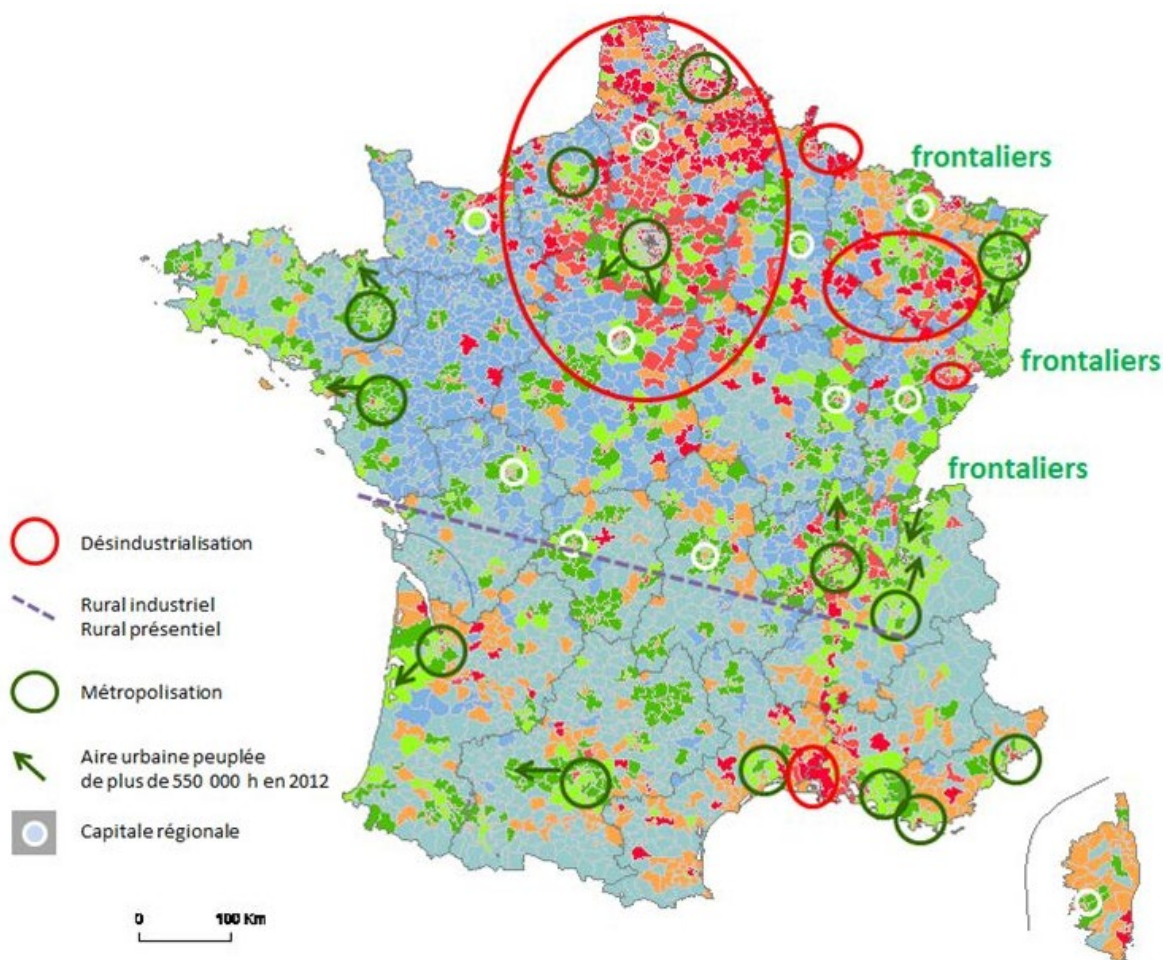 frontaliers
frontaliers
frontaliers
Désindustrialisation
Rural industriel
Rural présentiel
Métropolisation
Aire urbaine peuplée
de plus de 550 000 h en 2012
Capitale régionale
0 100 Km